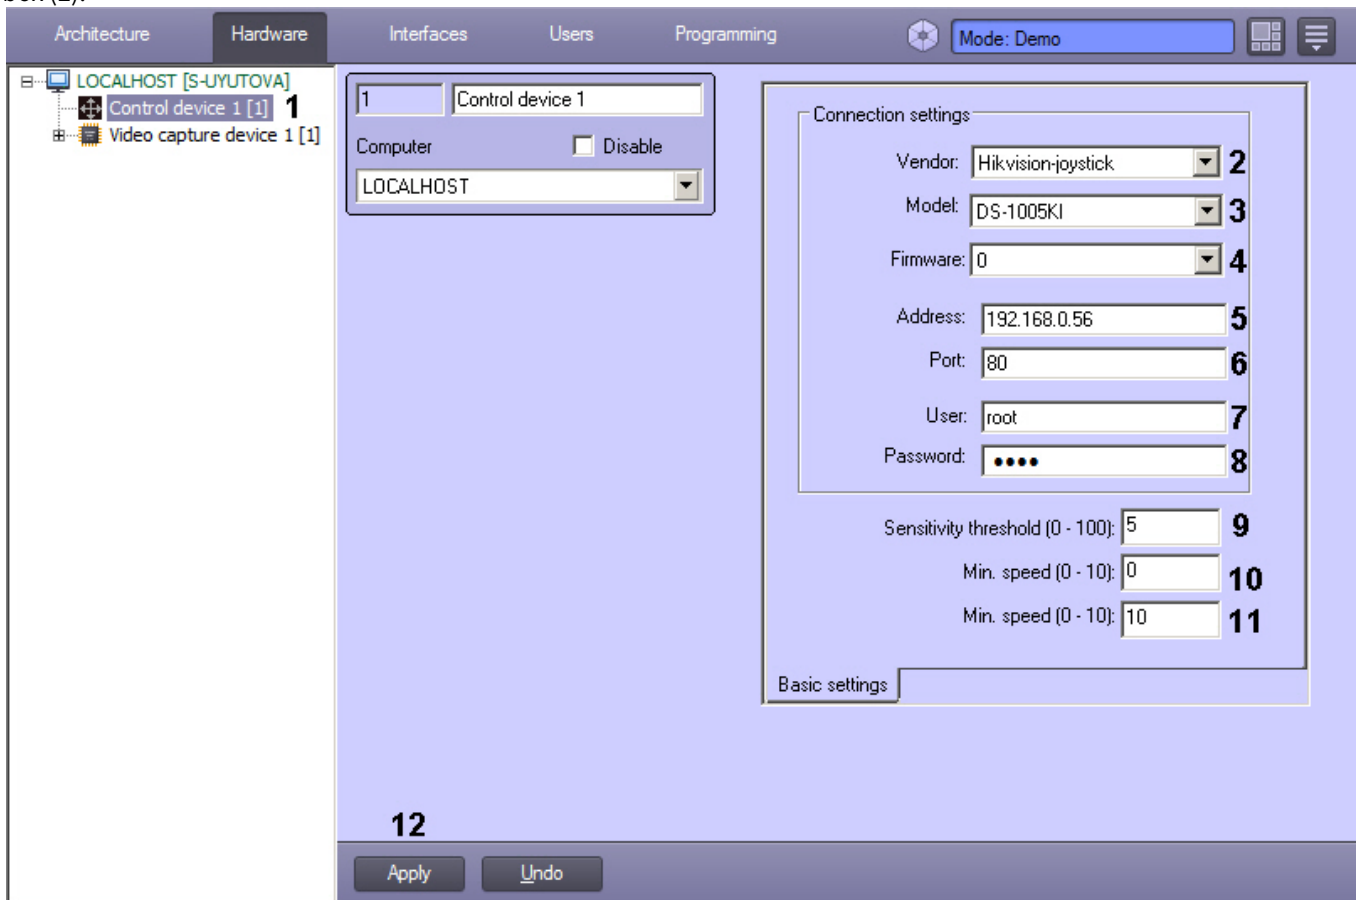 Architecture Hardware Interfaces Users Programming Mode: Demo
LOCALHOST [S-UYUTOVA]
Control device 1 [1] 1
Video capture device 1 [1]
1 Control device 1
Computer Disable
LOCALHOST
Connection settings
Vendor: Hikvision-joystick 2
Model: DS-1005KI 3
Firmware: 0 4
Address: 192.168.0.56 5
Port: 80 6
User: root 7
Password: •••• 8
Sensitivity threshold (0 - 100): 5 9
Min. speed (0 - 10): 0 10
Min. speed (0 - 10): 10 11
Basic settings
12
Apply Undo